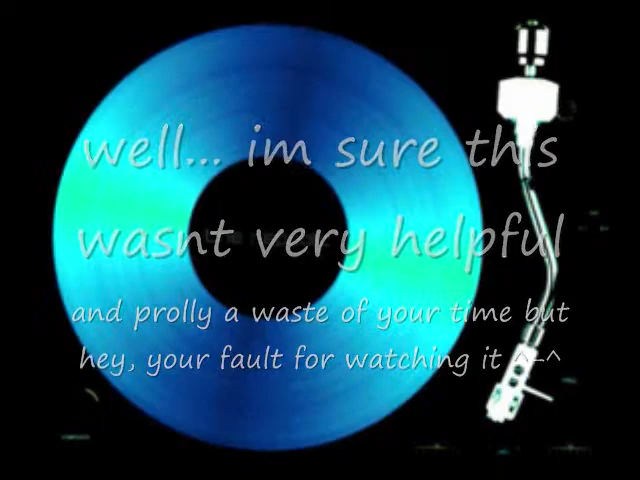 well... im sure this
wasnt very helpful
and prolly a waste of your time but
hey, your fault for watching it ^-^